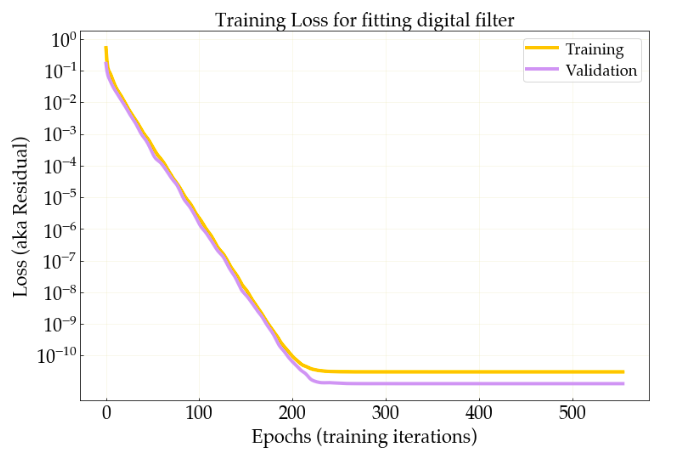 Training Loss for fitting digital filter
Training
Validation
Loss (aka Residual)
10⁰
10⁻¹
10⁻²
10⁻³
10⁻⁴
10⁻⁵
10⁻⁶
10⁻⁷
10⁻⁸
10⁻⁹
10⁻¹⁰
0 100 200 300 400 500
Epochs (training iterations)